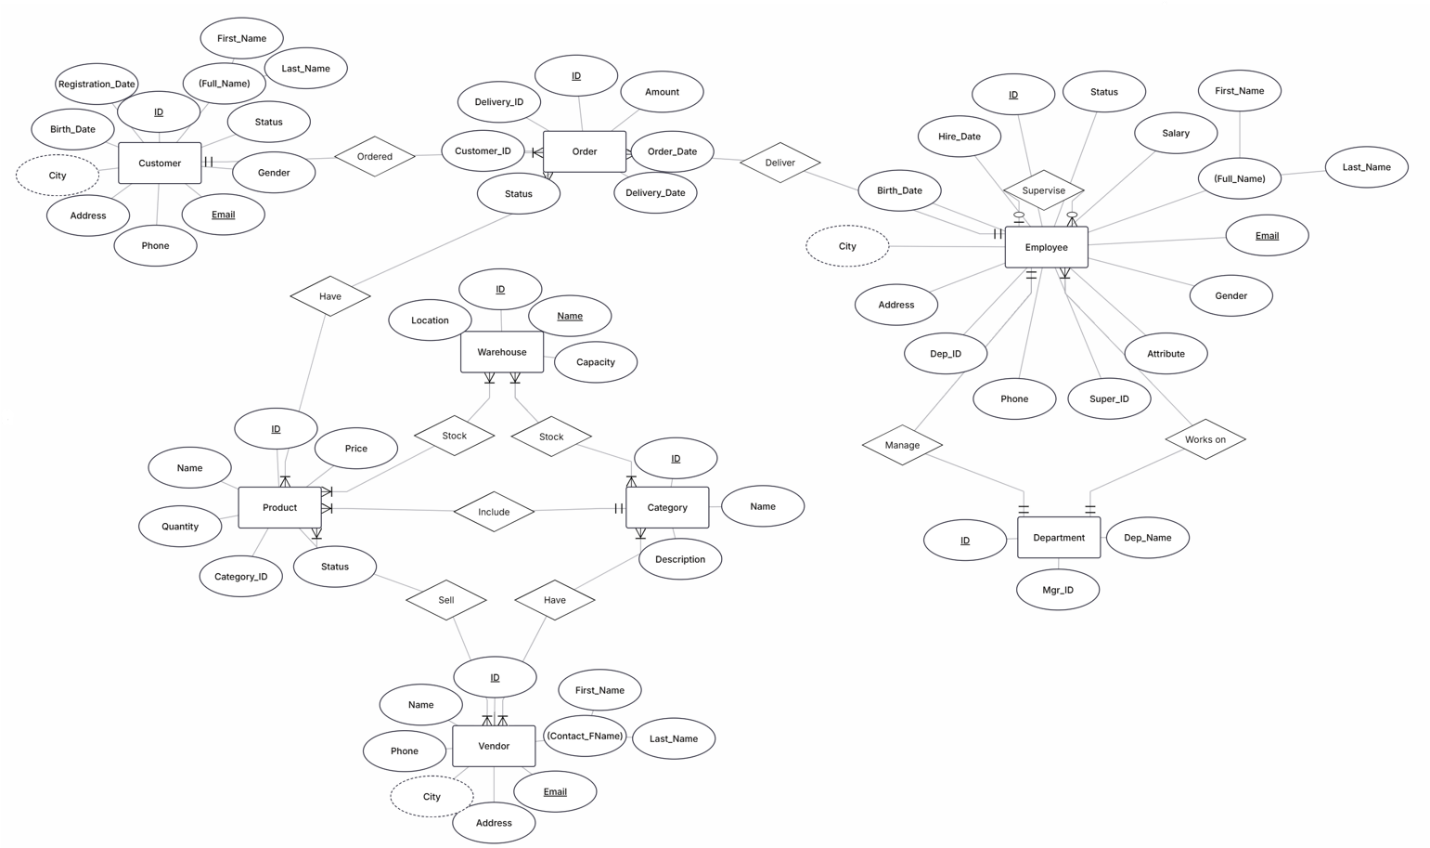 First_Name
Last_Name
(Full_Name)
Registration_Date
ID
Status
Birth_Date
Customer
City
Gender
Address
Email
Phone
Ordered
ID
Amount
Delivery_ID
Customer_ID
Order
Order_Date
Status
Delivery_Date
Deliver
ID
Status
First_Name
Hire_Date
Salary
Last_Name
(Full_Name)
Birth_Date
Supervise
City
Employee
Email
Address
Gender
Dep_ID
Attribute
Phone
Super_ID
Manage
Works on
ID
Department
Dep_Name
Mgr_ID
Have
ID
Location
Name
Warehouse
Capacity
Stock
Stock
ID
Price
Name
Product
Quantity
Category_ID
Status
Include
ID
Category
Name
Description
Sell
Have
ID
First_Name
Name
(Contact_FName)
Last_Name
Phone
Vendor
City
Email
Address